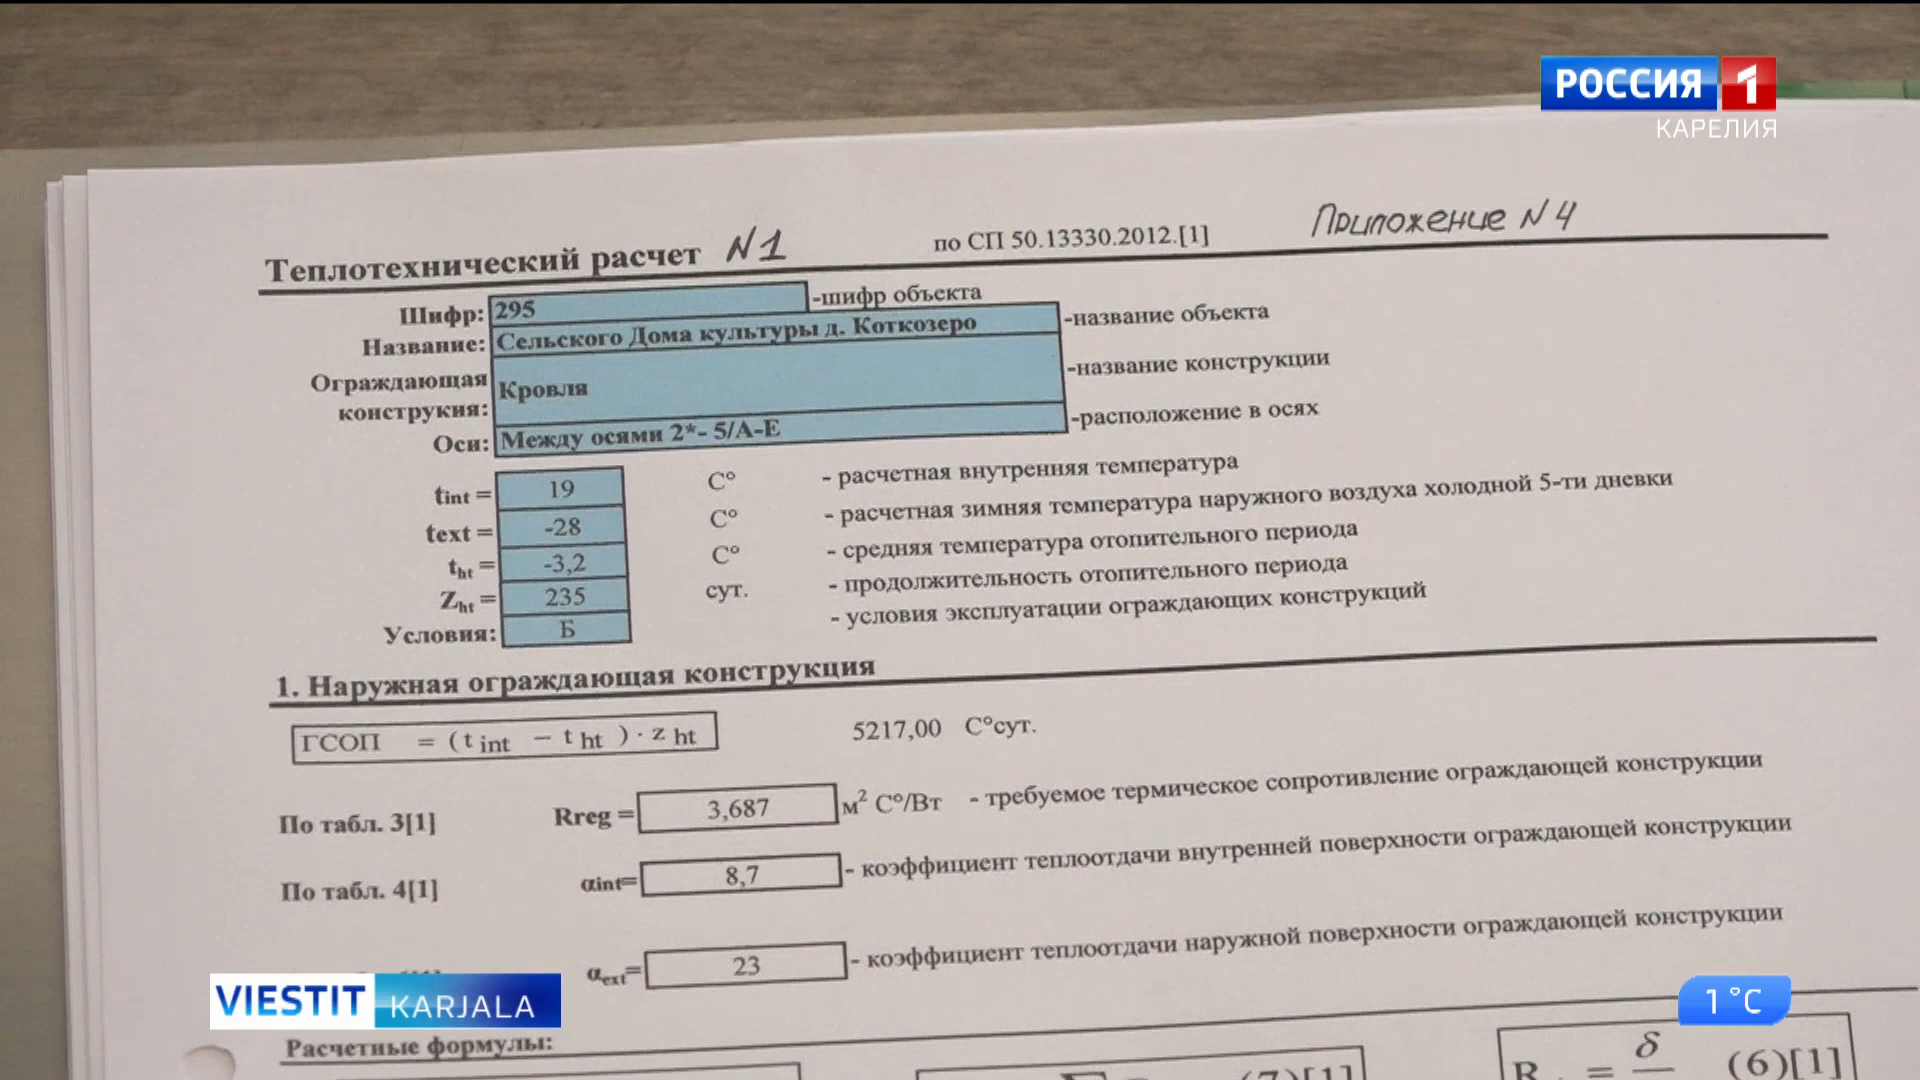 РОССИЯ 1
КАРЕЛИЯ
Теплотехнический расчет N1 по СП 50.13330.2012.[1] Приложение N 4
Шифр: 295 -шифр объекта
Название: Сельского Дома культуры д. Коткозеро -название объекта
Ограждающая
конструкия: Кровля -название конструкции
Оси: Между осями 2*- 5/А-Е -расположение в осях
tint = 19 С° - расчетная внутренняя температура
text = -28 С° - расчетная зимняя температура наружного воздуха холодной 5-ти дневки
tht = -3,2 С° - средняя температура отопительного периода
Zht = 235 сут. - продолжительность отопительного периода
Условия: Б - условия эксплуатации ограждающих конструкций
1. Наружная ограждающая конструкция
ГСОП = (t int − t ht ) · z ht 5217,00 С°сут.
По табл. 3[1] Rreg = 3,687 м² С°/Вт - требуемое термическое сопротивление ограждающей конструкции
По табл. 4[1] αint= 8,7 - коэффициент теплоотдачи внутренней поверхности ограждающей конструкции
αext= 23 - коэффициент теплоотдачи наружной поверхности ограждающей конструкции
VIESTIT KARJALA
1 °C
Расчетные формулы:
(7)[1]
R = δ (6)[1]